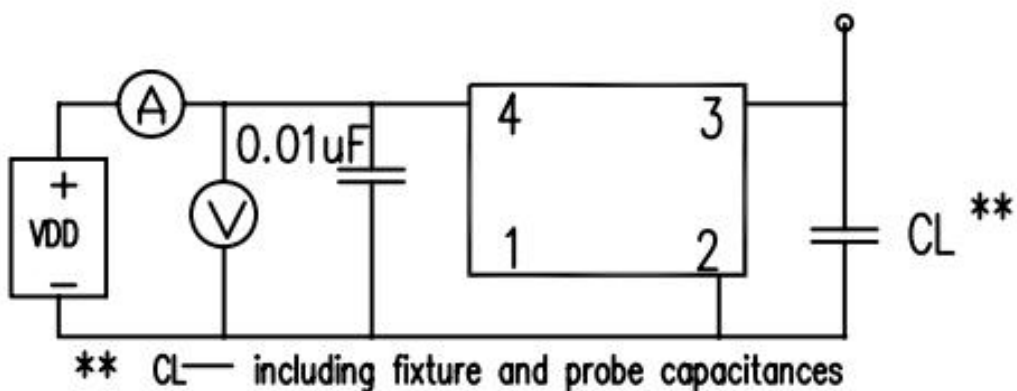 A
0.01uF
4 3
+
VDD
−
V
1 2
CL **
** CL— including fixture and probe capacitances